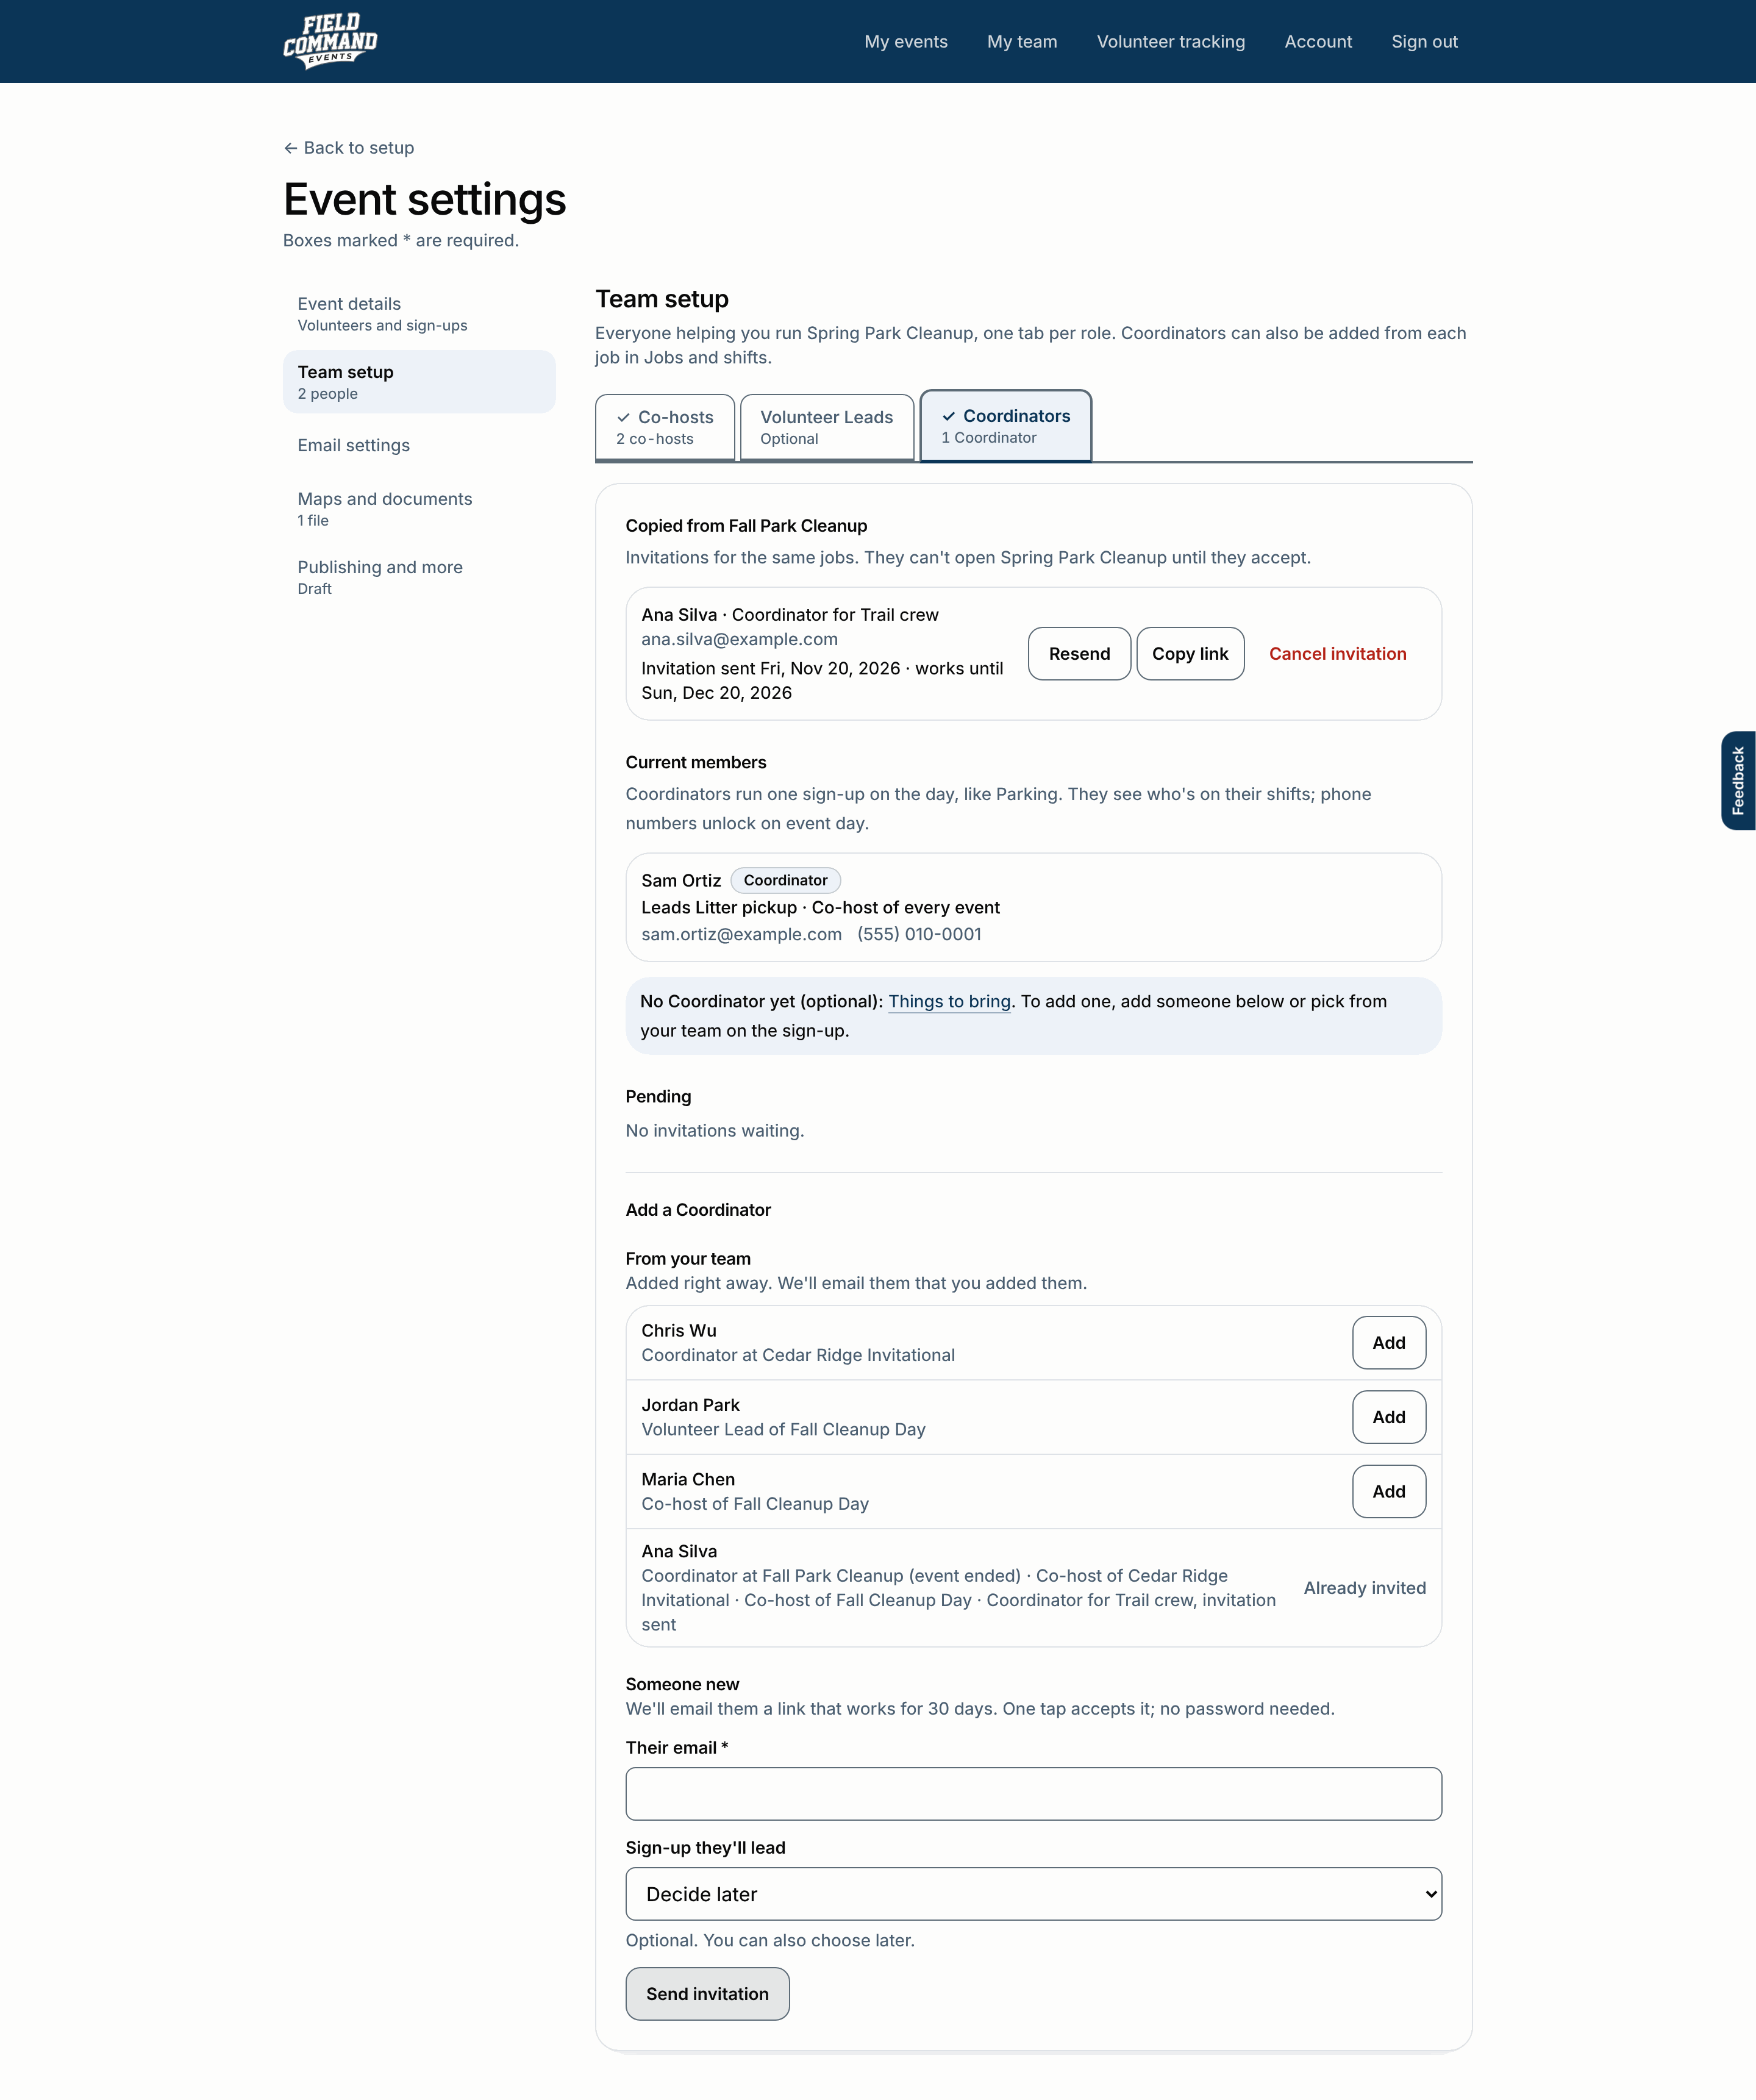 FIELD
COMMAND
EVENTS
My events
My team
Volunteer tracking
Account
Sign out
← Back to setup
Event settings
Boxes marked * are required.
Event details
Volunteers and sign-ups
Team setup
2 people
Email settings
Maps and documents
1 file
Publishing and more
Draft
Team setup
Everyone helping you run Spring Park Cleanup, one tab per role. Coordinators can also be added from each
job in Jobs and shifts.
✓ Co-hosts
2 co-hosts
Volunteer Leads
Optional
✓ Coordinators
1 Coordinator
Copied from Fall Park Cleanup
Invitations for the same jobs. They can't open Spring Park Cleanup until they accept.
Ana Silva · Coordinator for Trail crew
ana.silva@example.com
Invitation sent Fri, Nov 20, 2026 · works until
Sun, Dec 20, 2026
Resend
Copy link
Cancel invitation
Current members
Coordinators run one sign-up on the day, like Parking. They see who's on their shifts; phone
numbers unlock on event day.
Sam Ortiz Coordinator
Leads Litter pickup · Co-host of every event
sam.ortiz@example.com (555) 010-0001
No Coordinator yet (optional): Things to bring. To add one, add someone below or pick from
your team on the sign-up.
Pending
No invitations waiting.
Add a Coordinator
From your team
Added right away. We'll email them that you added them.
Chris Wu
Coordinator at Cedar Ridge Invitational
Add
Jordan Park
Volunteer Lead of Fall Cleanup Day
Add
Maria Chen
Co-host of Fall Cleanup Day
Add
Ana Silva
Coordinator at Fall Park Cleanup (event ended) · Co-host of Cedar Ridge
Invitational · Co-host of Fall Cleanup Day · Coordinator for Trail crew, invitation
sent
Already invited
Someone new
We'll email them a link that works for 30 days. One tap accepts it; no password needed.
Their email *
Sign-up they'll lead
Decide later
Optional. You can also choose later.
Send invitation
Feedback